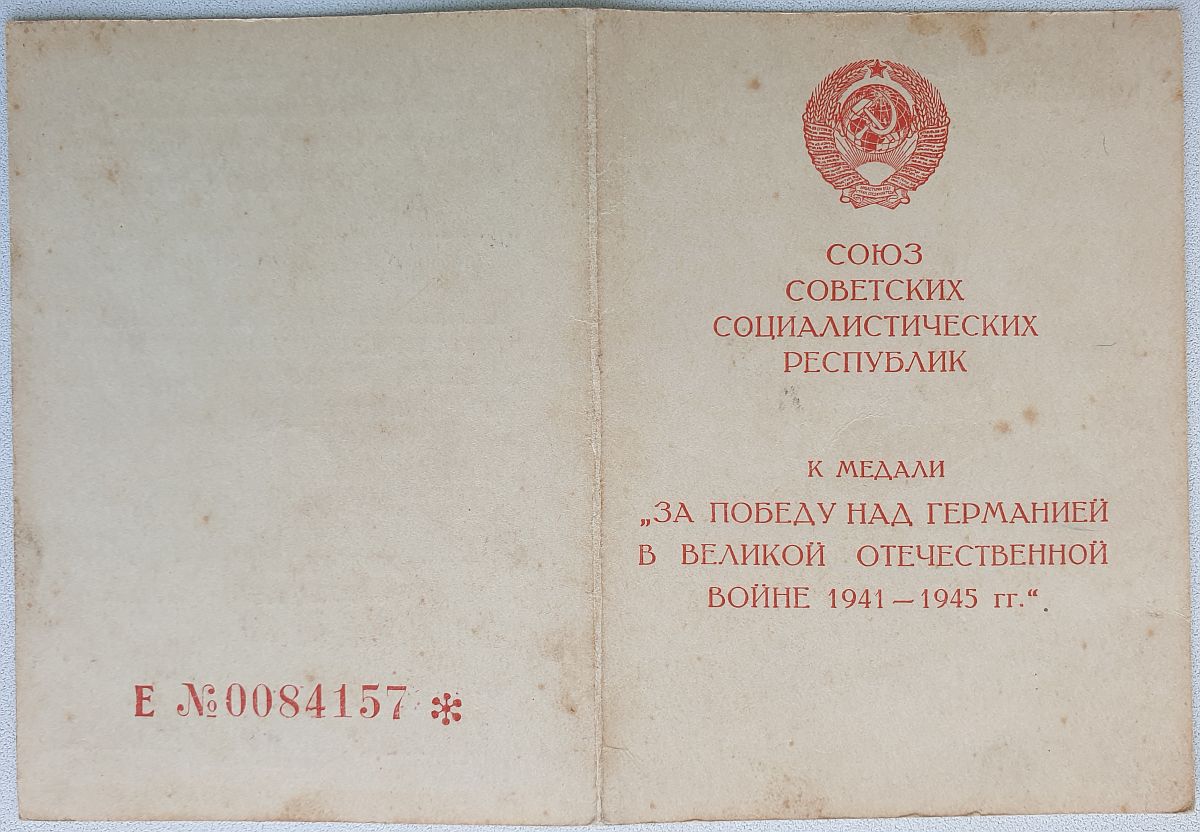 Е №0084157 *
СОЮЗ
СОВЕТСКИХ
СОЦИАЛИСТИЧЕСКИХ
РЕСПУБЛИК
К МЕДАЛИ
„ЗА ПОБЕДУ НАД ГЕРМАНИЕЙ
В ВЕЛИКОЙ ОТЕЧЕСТВЕННОЙ
ВОЙНЕ 1941—1945 гг.“